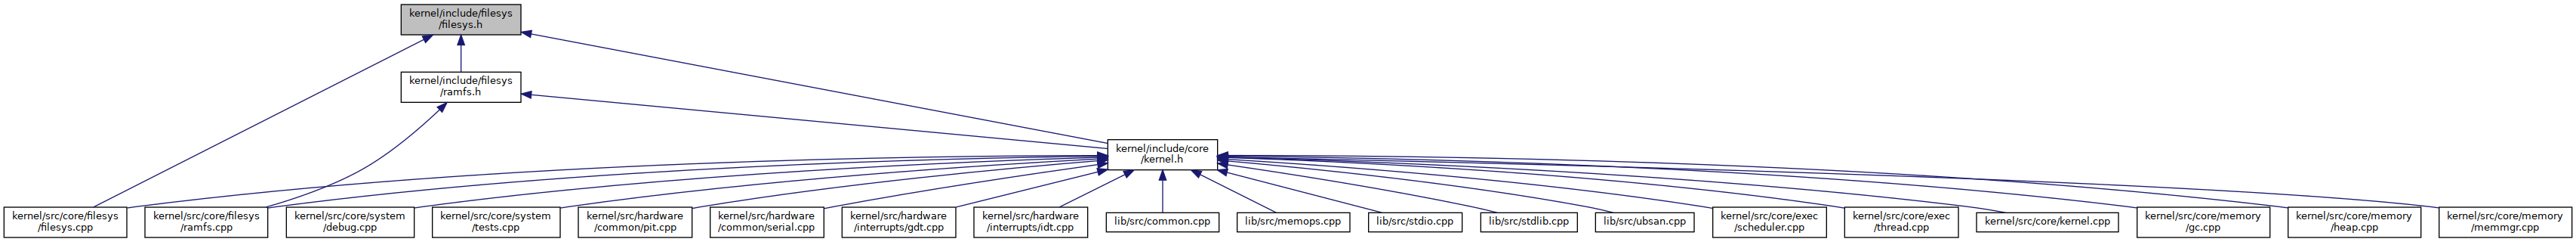 kernel/include/filesys
/filesys.h
kernel/include/filesys
/ramfs.h
kernel/include/core
/kernel.h
kernel/src/core/filesys
/filesys.cpp
kernel/src/core/filesys
/ramfs.cpp
kernel/src/core/system
/debug.cpp
kernel/src/core/system
/tests.cpp
kernel/src/hardware
/common/pit.cpp
kernel/src/hardware
/common/serial.cpp
kernel/src/hardware
/interrupts/gdt.cpp
kernel/src/hardware
/interrupts/idt.cpp
lib/src/common.cpp
lib/src/memops.cpp
lib/src/stdio.cpp
lib/src/stdlib.cpp
lib/src/ubsan.cpp
kernel/src/core/exec
/scheduler.cpp
kernel/src/core/exec
/thread.cpp
kernel/src/core/kernel.cpp
kernel/src/core/memory
/gc.cpp
kernel/src/core/memory
/heap.cpp
kernel/src/core/memory
/memmgr.cpp